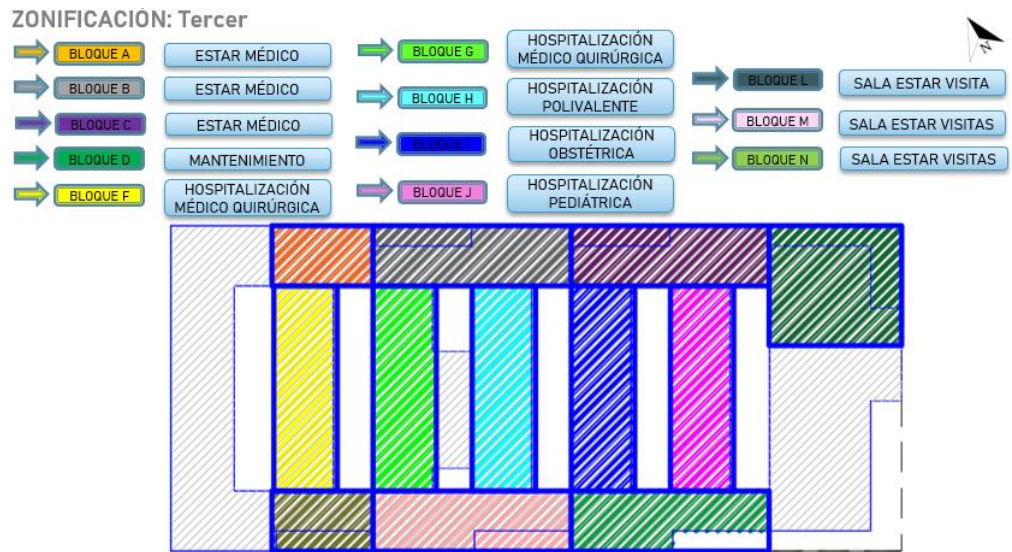 ZONIFICACIÓN: Tercer
BLOQUE A
ESTAR MÉDICO
BLOQUE B
ESTAR MÉDICO
BLOQUE C
ESTAR MÉDICO
BLOQUE D
MANTENIMIENTO
BLOQUE F
HOSPITALIZACIÓN
MÉDICO QUIRÚRGICA
BLOQUE G
HOSPITALIZACIÓN
MÉDICO QUIRÚRGICA
BLOQUE H
HOSPITALIZACIÓN
POLIVALENTE
BLOQUE I
HOSPITALIZACIÓN
OBSTÉTRICA
BLOQUE J
HOSPITALIZACIÓN
PEDIÁTRICA
BLOQUE L
SALA ESTAR VISITA
BLOQUE M
SALA ESTAR VISITAS
BLOQUE N
SALA ESTAR VISITAS
N